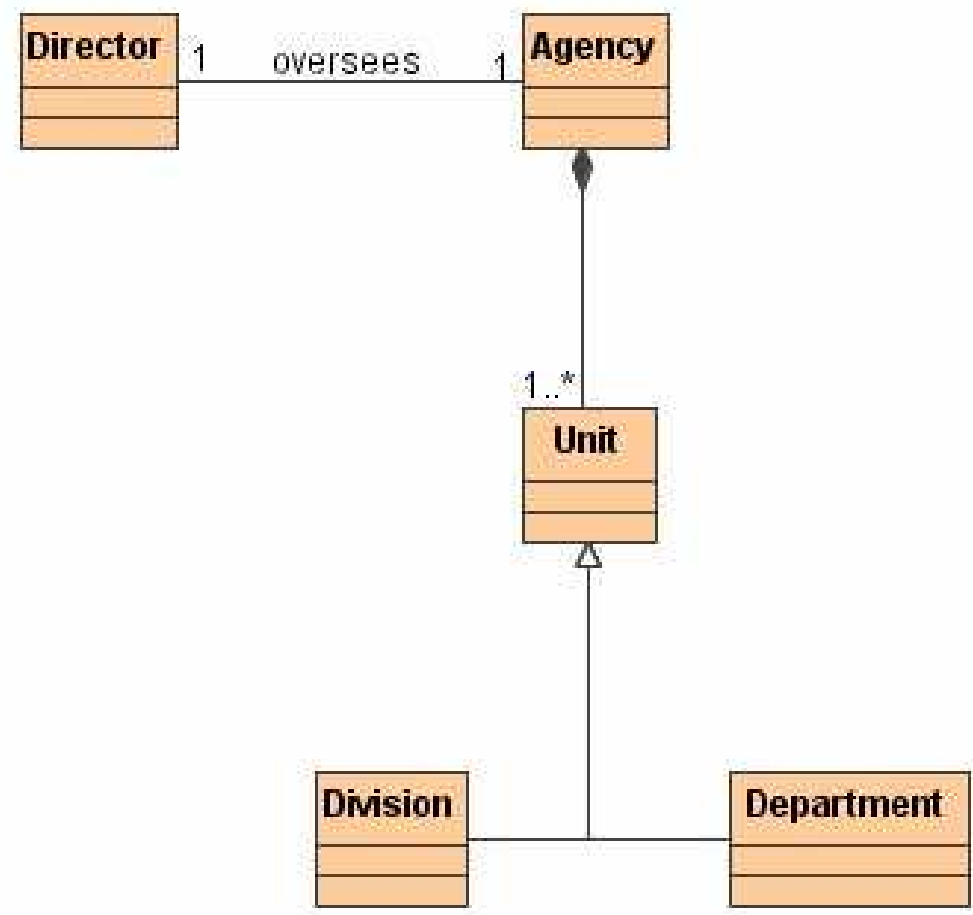 Director
1
oversees
1
Agency
1..*
Unit
Division
Department